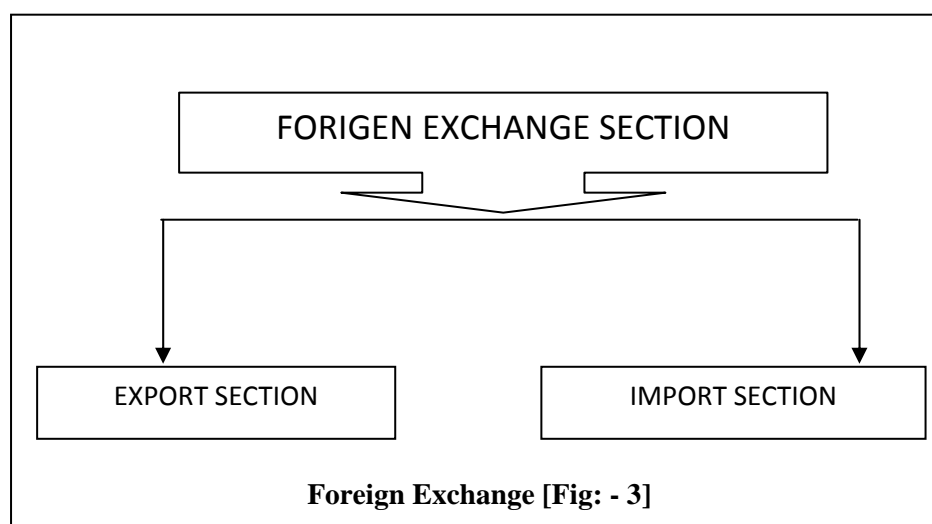 FORIGEN EXCHANGE SECTION
EXPORT SECTION
IMPORT SECTION
Foreign Exchange [Fig: - 3]